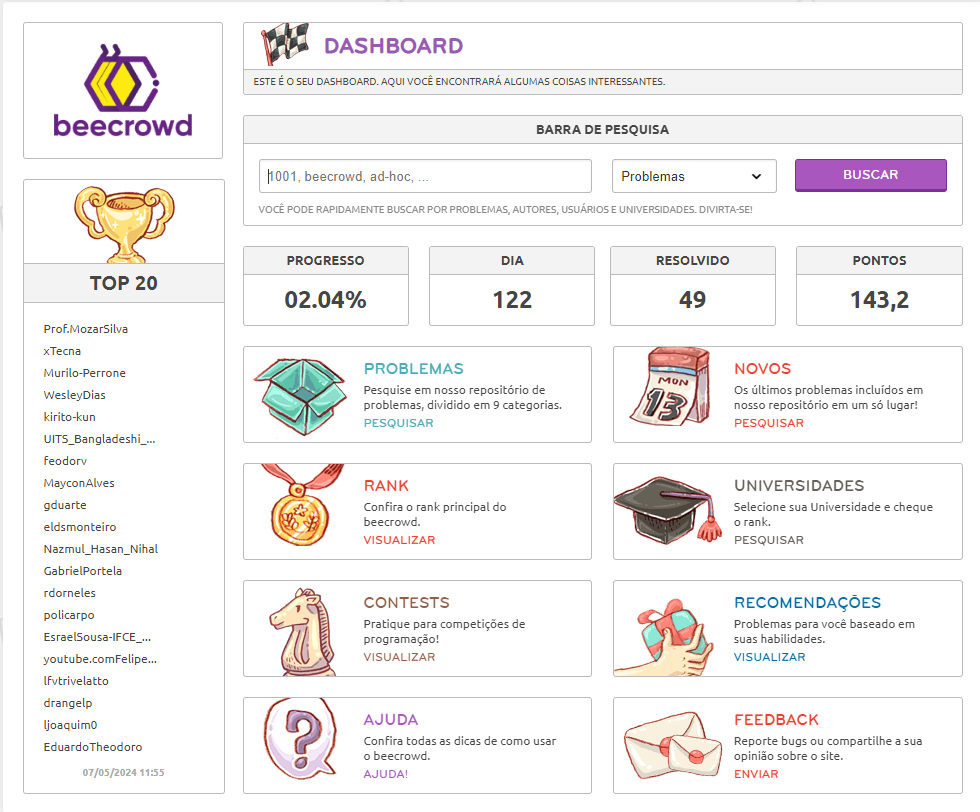 beecrowd
TOP 20
Prof.MozarSilva
xTecna
Murilo-Perrone
WesleyDias
kirito-kun
UITS_Bangladeshi_...
feodorv
MayconAlves
gduarte
eldsmonteiro
Nazmul_Hasan_Nihal
GabrielPortela
rdorneles
policarpo
EsraelSousa-IFCE_...
youtube.comFelipe...
lfvtrivelatto
drangelp
ljoaquim0
EduardoTheodoro
07/05/2024 11:55
DASHBOARD
ESTE É O SEU DASHBOARD. AQUI VOCÊ ENCONTRARÁ ALGUMAS COISAS INTERESSANTES.
BARRA DE PESQUISA
1001, beecrowd, ad-hoc, ...
Problemas
BUSCAR
VOCÊ PODE RAPIDAMENTE BUSCAR POR PROBLEMAS, AUTORES, USUÁRIOS E UNIVERSIDADES. DIVIRTA-SE!
PROGRESSO
02.04%
DIA
122
RESOLVIDO
49
PONTOS
143,2
PROBLEMAS
Pesquise em nosso repositório de
problemas, dividido em 9 categorias.
PESQUISAR
MON
13
NOVOS
Os últimos problemas incluídos em
nosso repositório em um só lugar!
PESQUISAR
RANK
Confira o rank principal do
beecrowd.
VISUALIZAR
UNIVERSIDADES
Selecione sua Universidade e cheque
o rank.
PESQUISAR
CONTESTS
Pratique para competições de
programação!
VISUALIZAR
RECOMENDAÇÕES
Problemas para você baseado em
suas habilidades.
VISUALIZAR
?
AJUDA
Confira todas as dicas de como usar
o beecrowd.
AJUDA!
FEEDBACK
Reporte bugs ou compartilhe a sua
opinião sobre o site.
ENVIAR